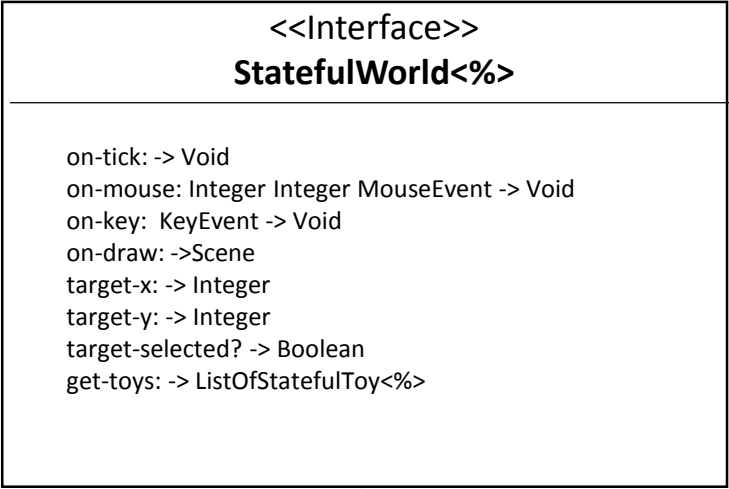 <<Interface>>
StatefulWorld<%>
on-tick: -> Void
on-mouse: Integer Integer MouseEvent -> Void
on-key:  KeyEvent -> Void
on-draw: ->Scene
target-x: -> Integer
target-y: -> Integer
target-selected? -> Boolean
get-toys: -> ListOfStatefulToy<%>